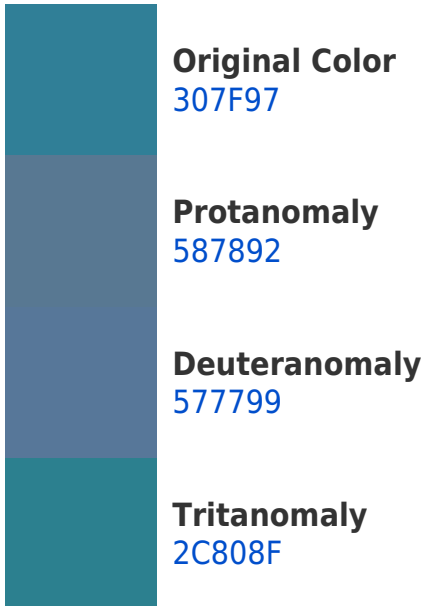 Original Color
307F97
Protanomaly
587892
Deuteranomaly
577799
Tritanomaly
2C808F